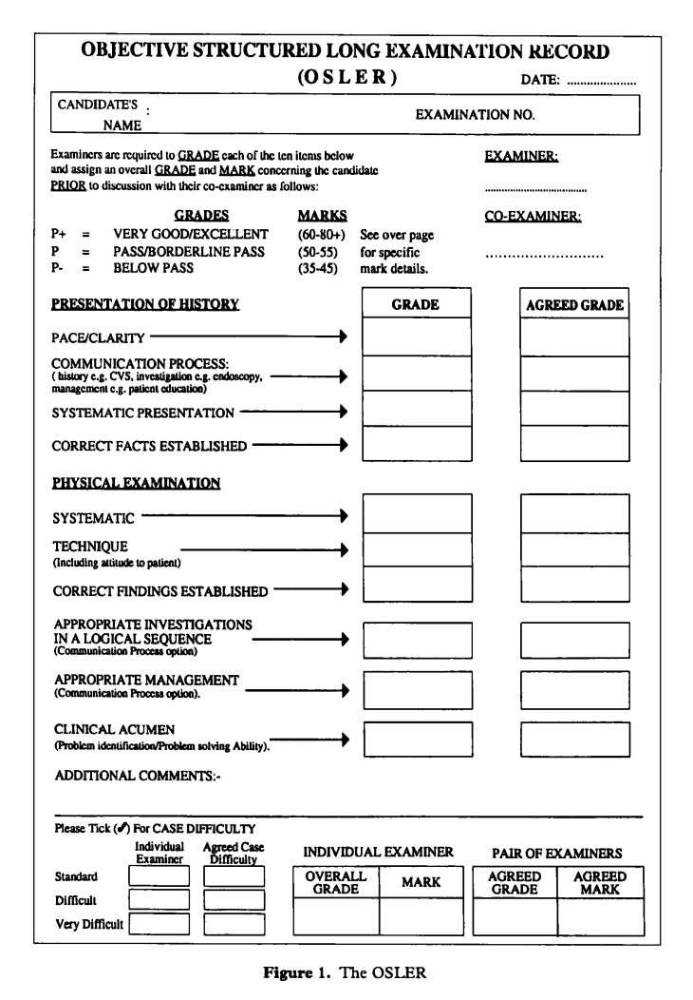 OBJECTIVE STRUCTURED LONG EXAMINATION RECORD
(OSLER)
DATE: .....................
CANDIDATE'S :
NAME
EXAMINATION NO.
Examiners are required to GRADE each of the ten items below
and assign an overall GRADE and MARK concerning the candidate
PRIOR to discussion with their co-examiner as follows:
EXAMINER:
....................................
GRADES MARKS
P+ = VERY GOOD/EXCELLENT (60-80+) See over page
P = PASS/BORDERLINE PASS (50-55) for specific
P- = BELOW PASS (35-45) mark details.
CO-EXAMINER:
..........................
PRESENTATION OF HISTORY GRADE AGREED GRADE
PACE/CLARITY
COMMUNICATION PROCESS:
( history e.g. CVS, investigation e.g. endoscopy,
management e.g. patient education)
SYSTEMATIC PRESENTATION
CORRECT FACTS ESTABLISHED
PHYSICAL EXAMINATION
SYSTEMATIC
TECHNIQUE
(Including attitude to patient)
CORRECT FINDINGS ESTABLISHED
APPROPRIATE INVESTIGATIONS
IN A LOGICAL SEQUENCE
(Communication Process option)
APPROPRIATE MANAGEMENT
(Communication Process option).
CLINICAL ACUMEN
(Problem identification/Problem solving Ability).
ADDITIONAL COMMENTS:-
Please Tick (✓) For CASE DIFFICULTY
Individual Examiner
Agreed Case Difficulty
Standard
Difficult
Very Difficult
INDIVIDUAL EXAMINER
OVERALL GRADE
MARK
PAIR OF EXAMINERS
AGREED GRADE
AGREED MARK
Figure 1. The OSLER